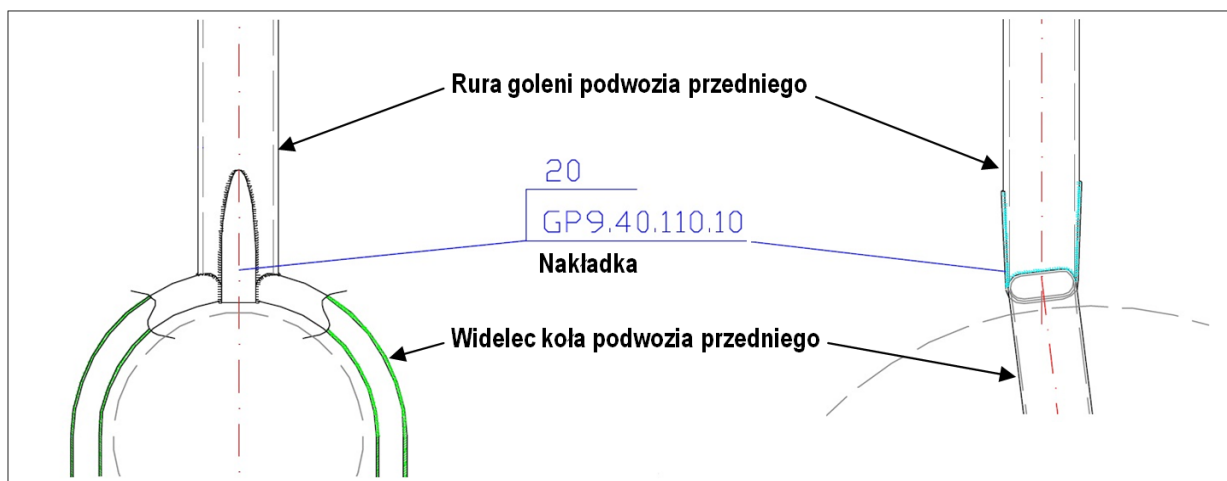 Rura goleni podwozia przedniego
20
GP9.40.110.10
Nakładka
Widelec koła podwozia przedniego